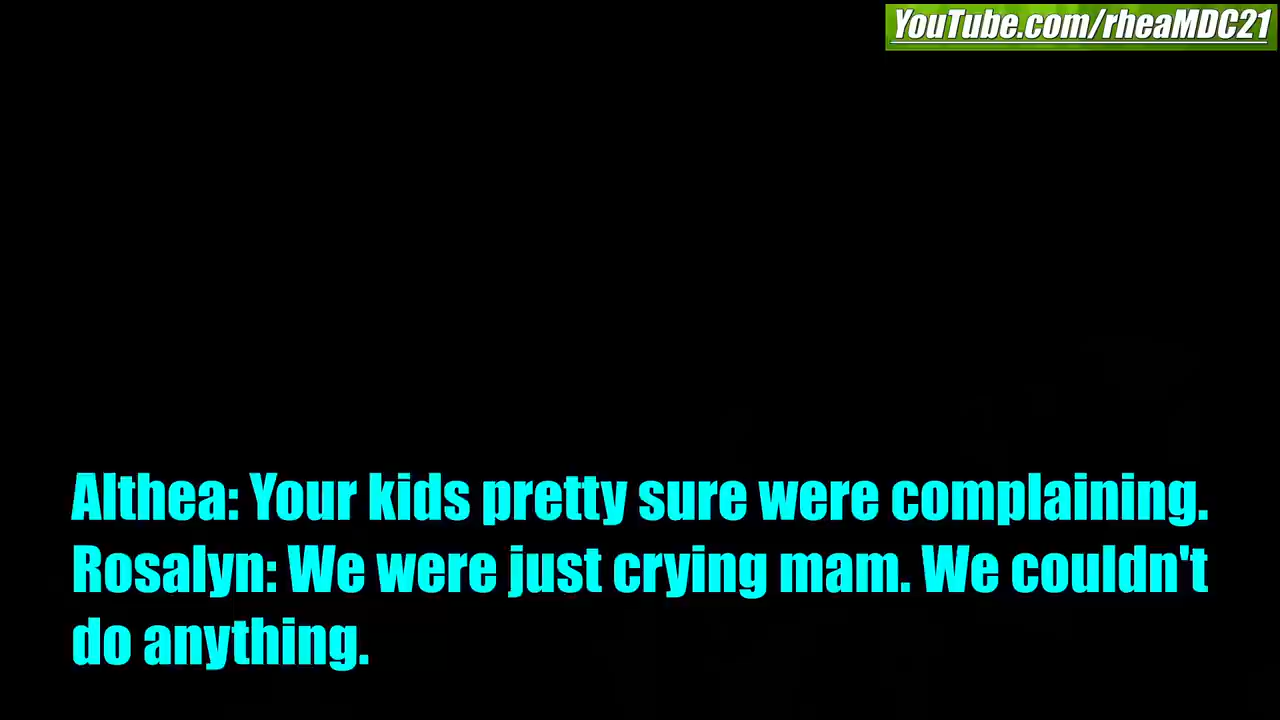 YouTube.com/rheaMDC21
Althea: Your kids pretty sure were complaining.
Rosalyn: We were just crying mam. We couldn't
do anything.